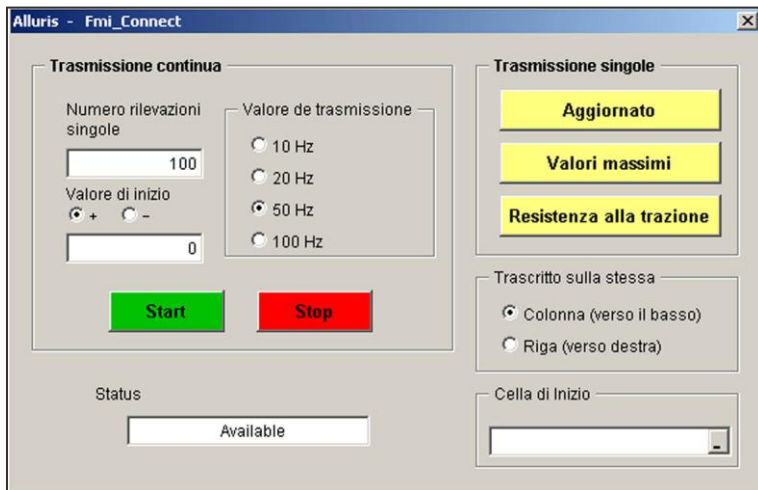 Alluris - Fmi_Connect
Trasmissione continua
Numero rilevazioni
singole
100
Valore di inizio
+ -
0
Valore de trasmissione
10 Hz
20 Hz
50 Hz
100 Hz
Start Stop
Status
Available
Trasmissione singole
Aggiornato
Valori massimi
Resistenza alla trazione
Trascritto sulla stessa
Colonna (verso il basso)
Riga (verso destra)
Cella di Inizio